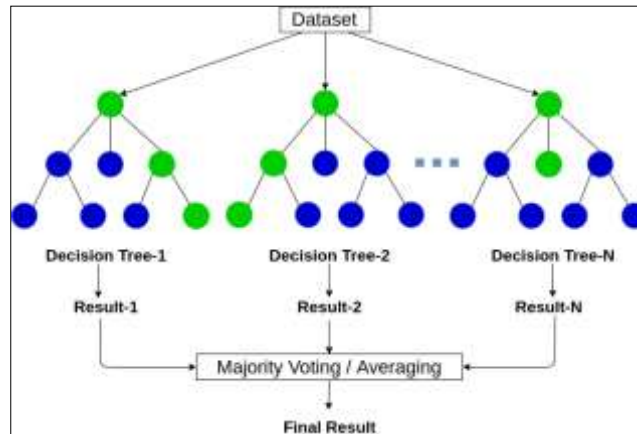 Dataset
Decision Tree-1 Decision Tree-2 Decision Tree-N
Result-1 Result-2 Result-N
Majority Voting / Averaging
Final Result